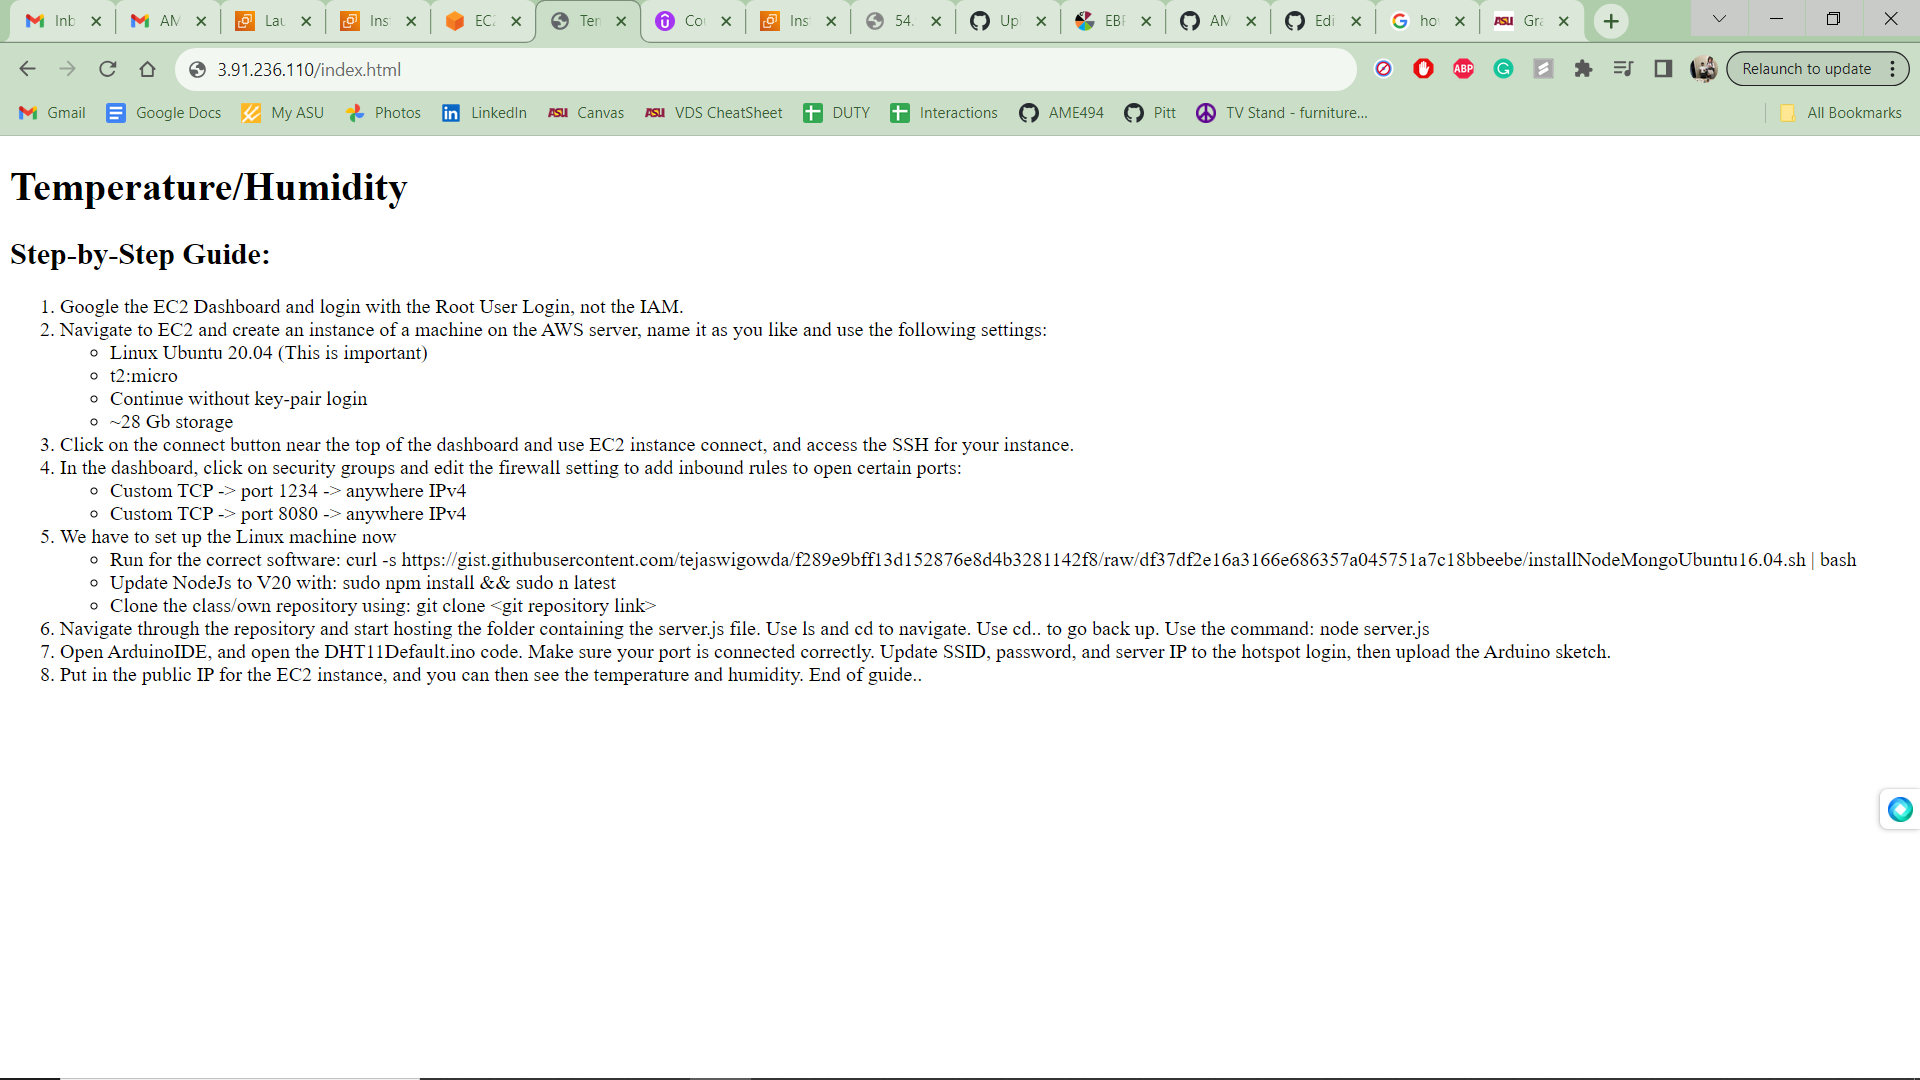 Inb
AM
Lau
Ins
EC2
Ten
Cou
Ins
54.
Up
EBF
AM
Edi
hov
Gra
3.91.236.110/index.html
Relaunch to update
Gmail
Google Docs
My ASU
Photos
LinkedIn
Canvas
VDS CheatSheet
DUTY
Interactions
AME494
Pitt
TV Stand - furniture...
All Bookmarks
Temperature/Humidity
Step-by-Step Guide:
1. Google the EC2 Dashboard and login with the Root User Login, not the IAM.
2. Navigate to EC2 and create an instance of a machine on the AWS server, name it as you like and use the following settings:
Linux Ubuntu 20.04 (This is important)
t2:micro
Continue without key-pair login
~28 Gb storage
3. Click on the connect button near the top of the dashboard and use EC2 instance connect, and access the SSH for your instance.
4. In the dashboard, click on security groups and edit the firewall setting to add inbound rules to open certain ports:
Custom TCP -> port 1234 -> anywhere IPv4
Custom TCP -> port 8080 -> anywhere IPv4
5. We have to set up the Linux machine now
Run for the correct software: curl -s https://gist.githubusercontent.com/tejaswigowda/f289e9bff13d152876e8d4b3281142f8/raw/df37df2e16a3166e686357a045751a7c18bbeebe/installNodeMongoUbuntu16.04.sh | bash
Update NodeJs to V20 with: sudo npm install && sudo n latest
Clone the class/own repository using: git clone <git repository link>
6. Navigate through the repository and start hosting the folder containing the server.js file. Use ls and cd to navigate. Use cd.. to go back up. Use the command: node server.js
7. Open ArduinoIDE, and open the DHT11Default.ino code. Make sure your port is connected correctly. Update SSID, password, and server IP to the hotspot login, then upload the Arduino sketch.
8. Put in the public IP for the EC2 instance, and you can then see the temperature and humidity. End of guide..